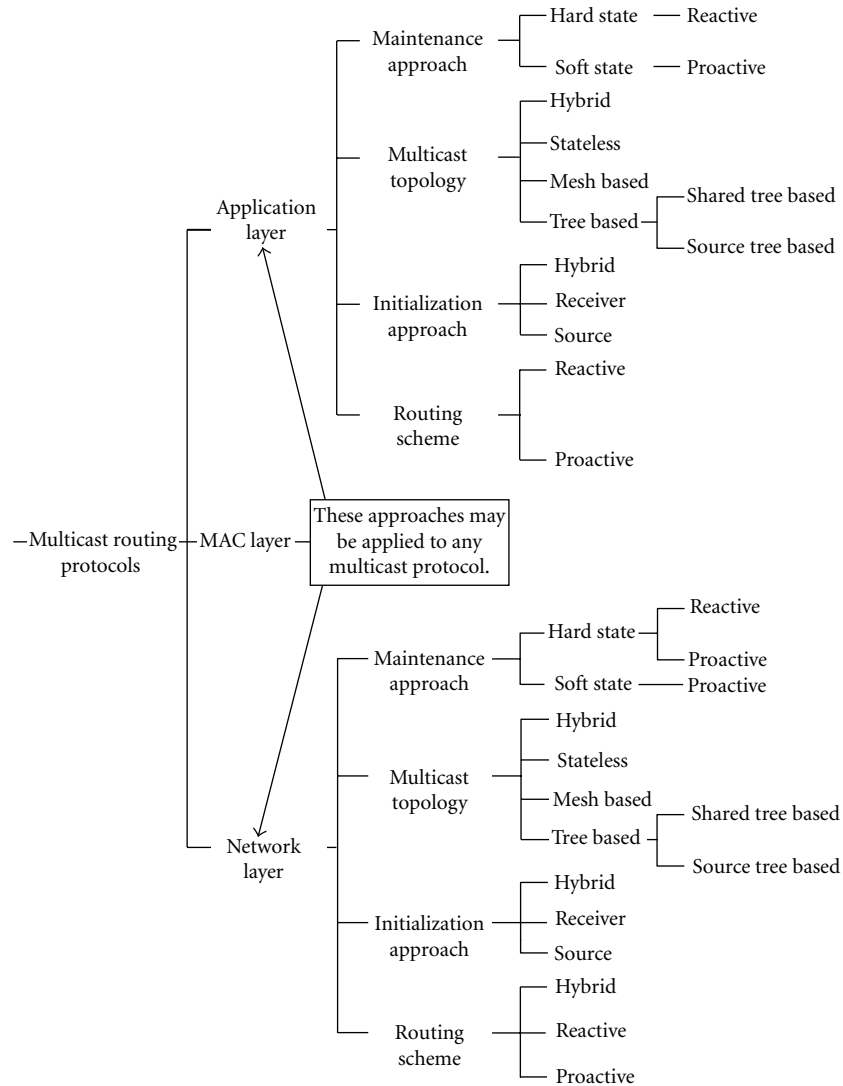 Hard state
Reactive
Maintenance
approach
Soft state
Proactive
Hybrid
Stateless
Multicast
topology
Mesh based
Shared tree based
Tree based
Source tree based
Application
layer
Hybrid
Initialization
approach
Receiver
Source
Reactive
Routing
scheme
Proactive
Multicast routing
protocols
MAC layer
These approaches may
be applied to any
multicast protocol.
Reactive
Hard state
Proactive
Maintenance
approach
Soft state
Proactive
Hybrid
Stateless
Multicast
topology
Mesh based
Shared tree based
Tree based
Source tree based
Network
layer
Hybrid
Initialization
approach
Receiver
Source
Hybrid
Routing
scheme
Reactive
Proactive